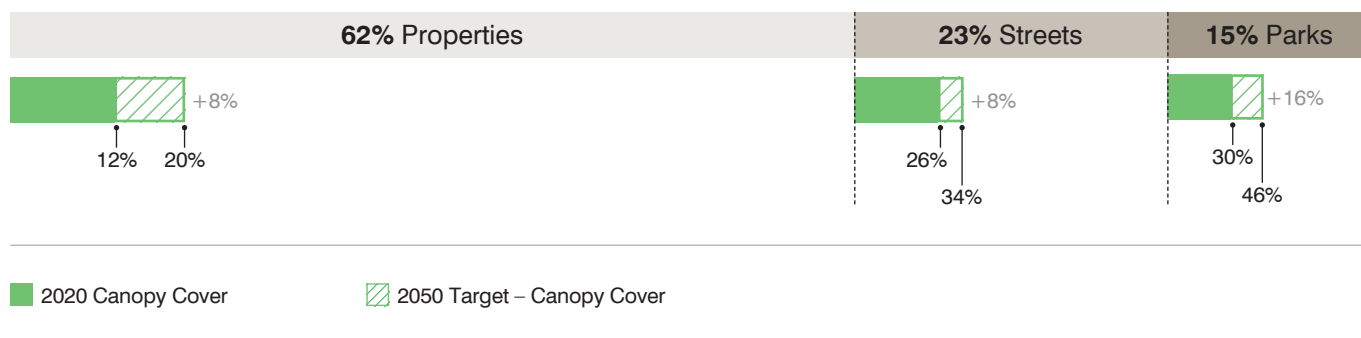 62% Properties
23% Streets
15% Parks
+8%
12%
20%
+8%
26%
34%
+16%
30%
46%
2020 Canopy Cover
2050 Target – Canopy Cover